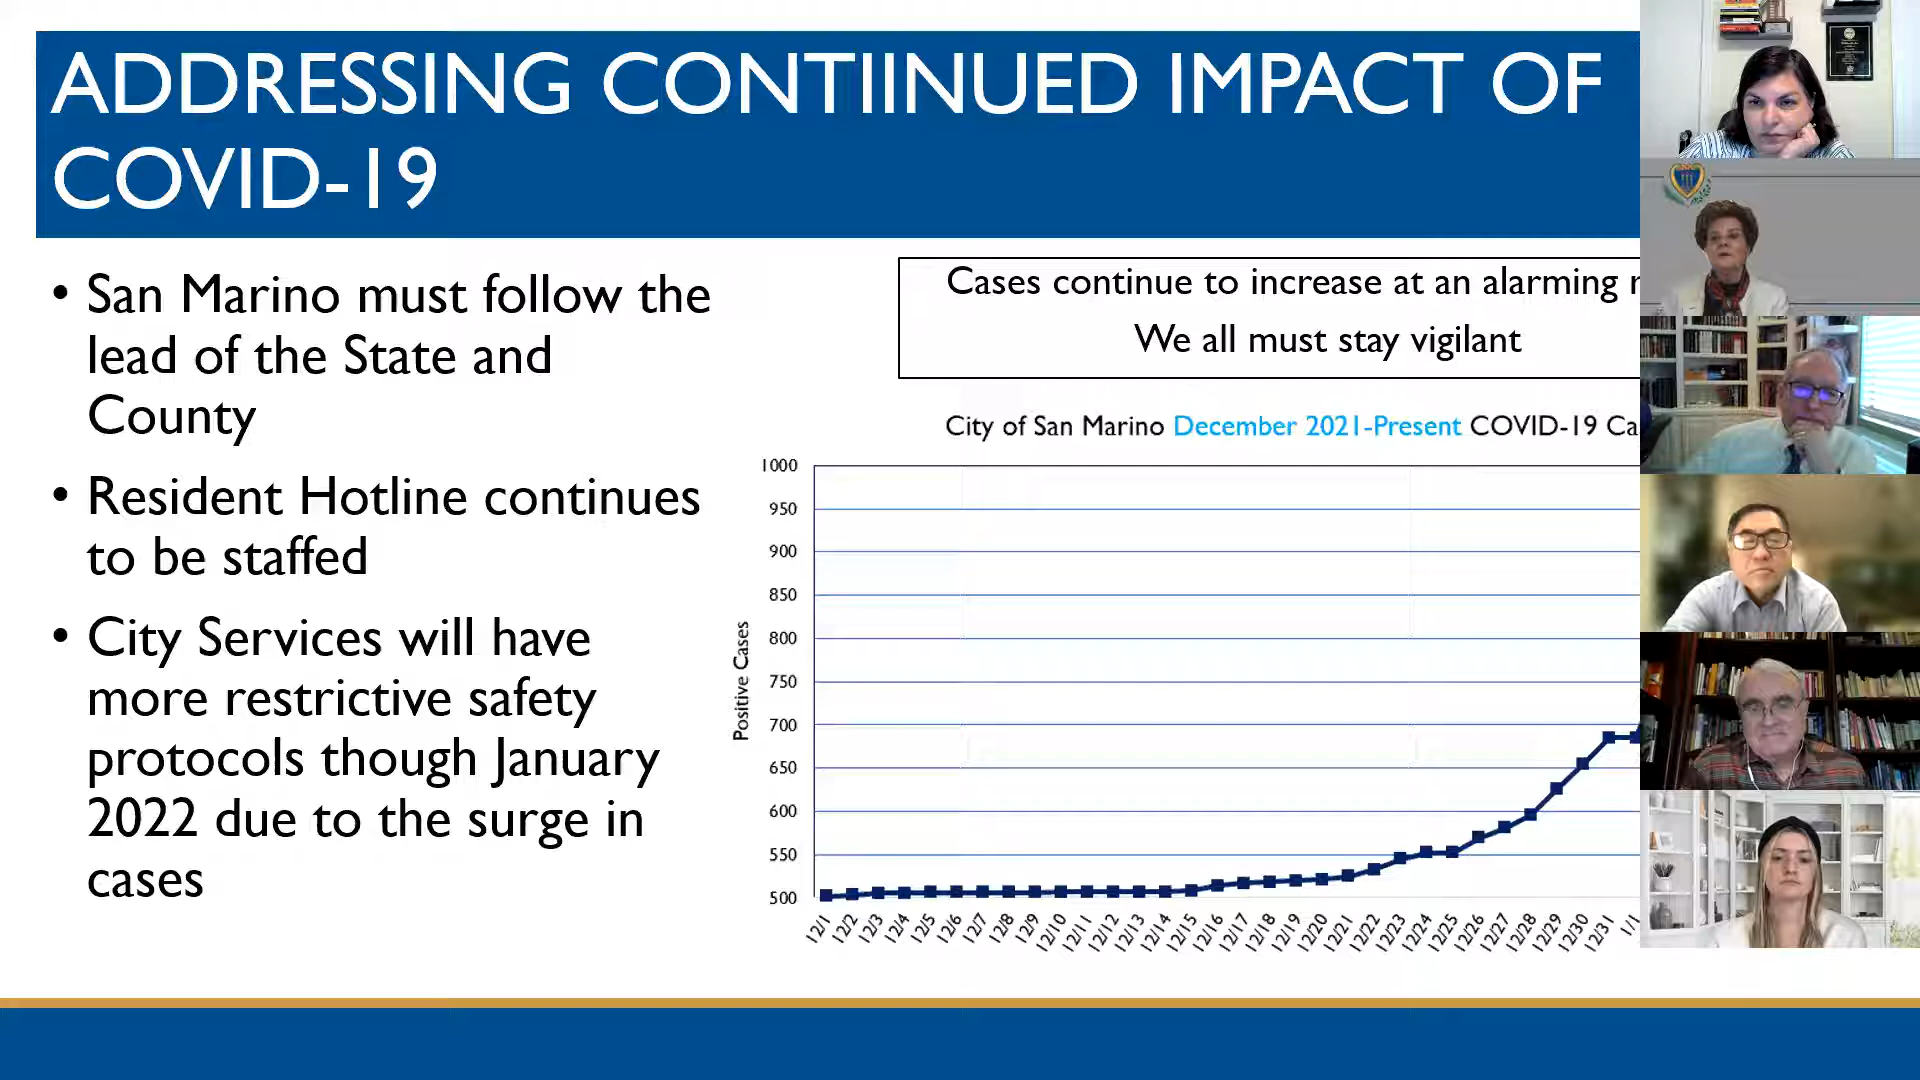 ADDRESSING CONTIINUED IMPACT OF
COVID-19
• San Marino must follow the
lead of the State and
County
• Resident Hotline continues
to be staffed
• City Services will have
more restrictive safety
protocols though January
2022 due to the surge in
cases
Cases continue to increase at an alarming
We all must stay vigilant
City of San Marino December 2021-Present COVID-19
Positive Cases
1000
950
900
850
800
750
700
650
600
550
500
12/1 12/2 12/3 12/4 12/5 12/6 12/7 12/8 12/9 12/10 12/11 12/12 12/13 12/14 12/15 12/16 12/17 12/18 12/19 12/20 12/21 12/22 12/23 12/24 12/25 12/26 12/27 12/28 12/29 12/30 12/31 1/1